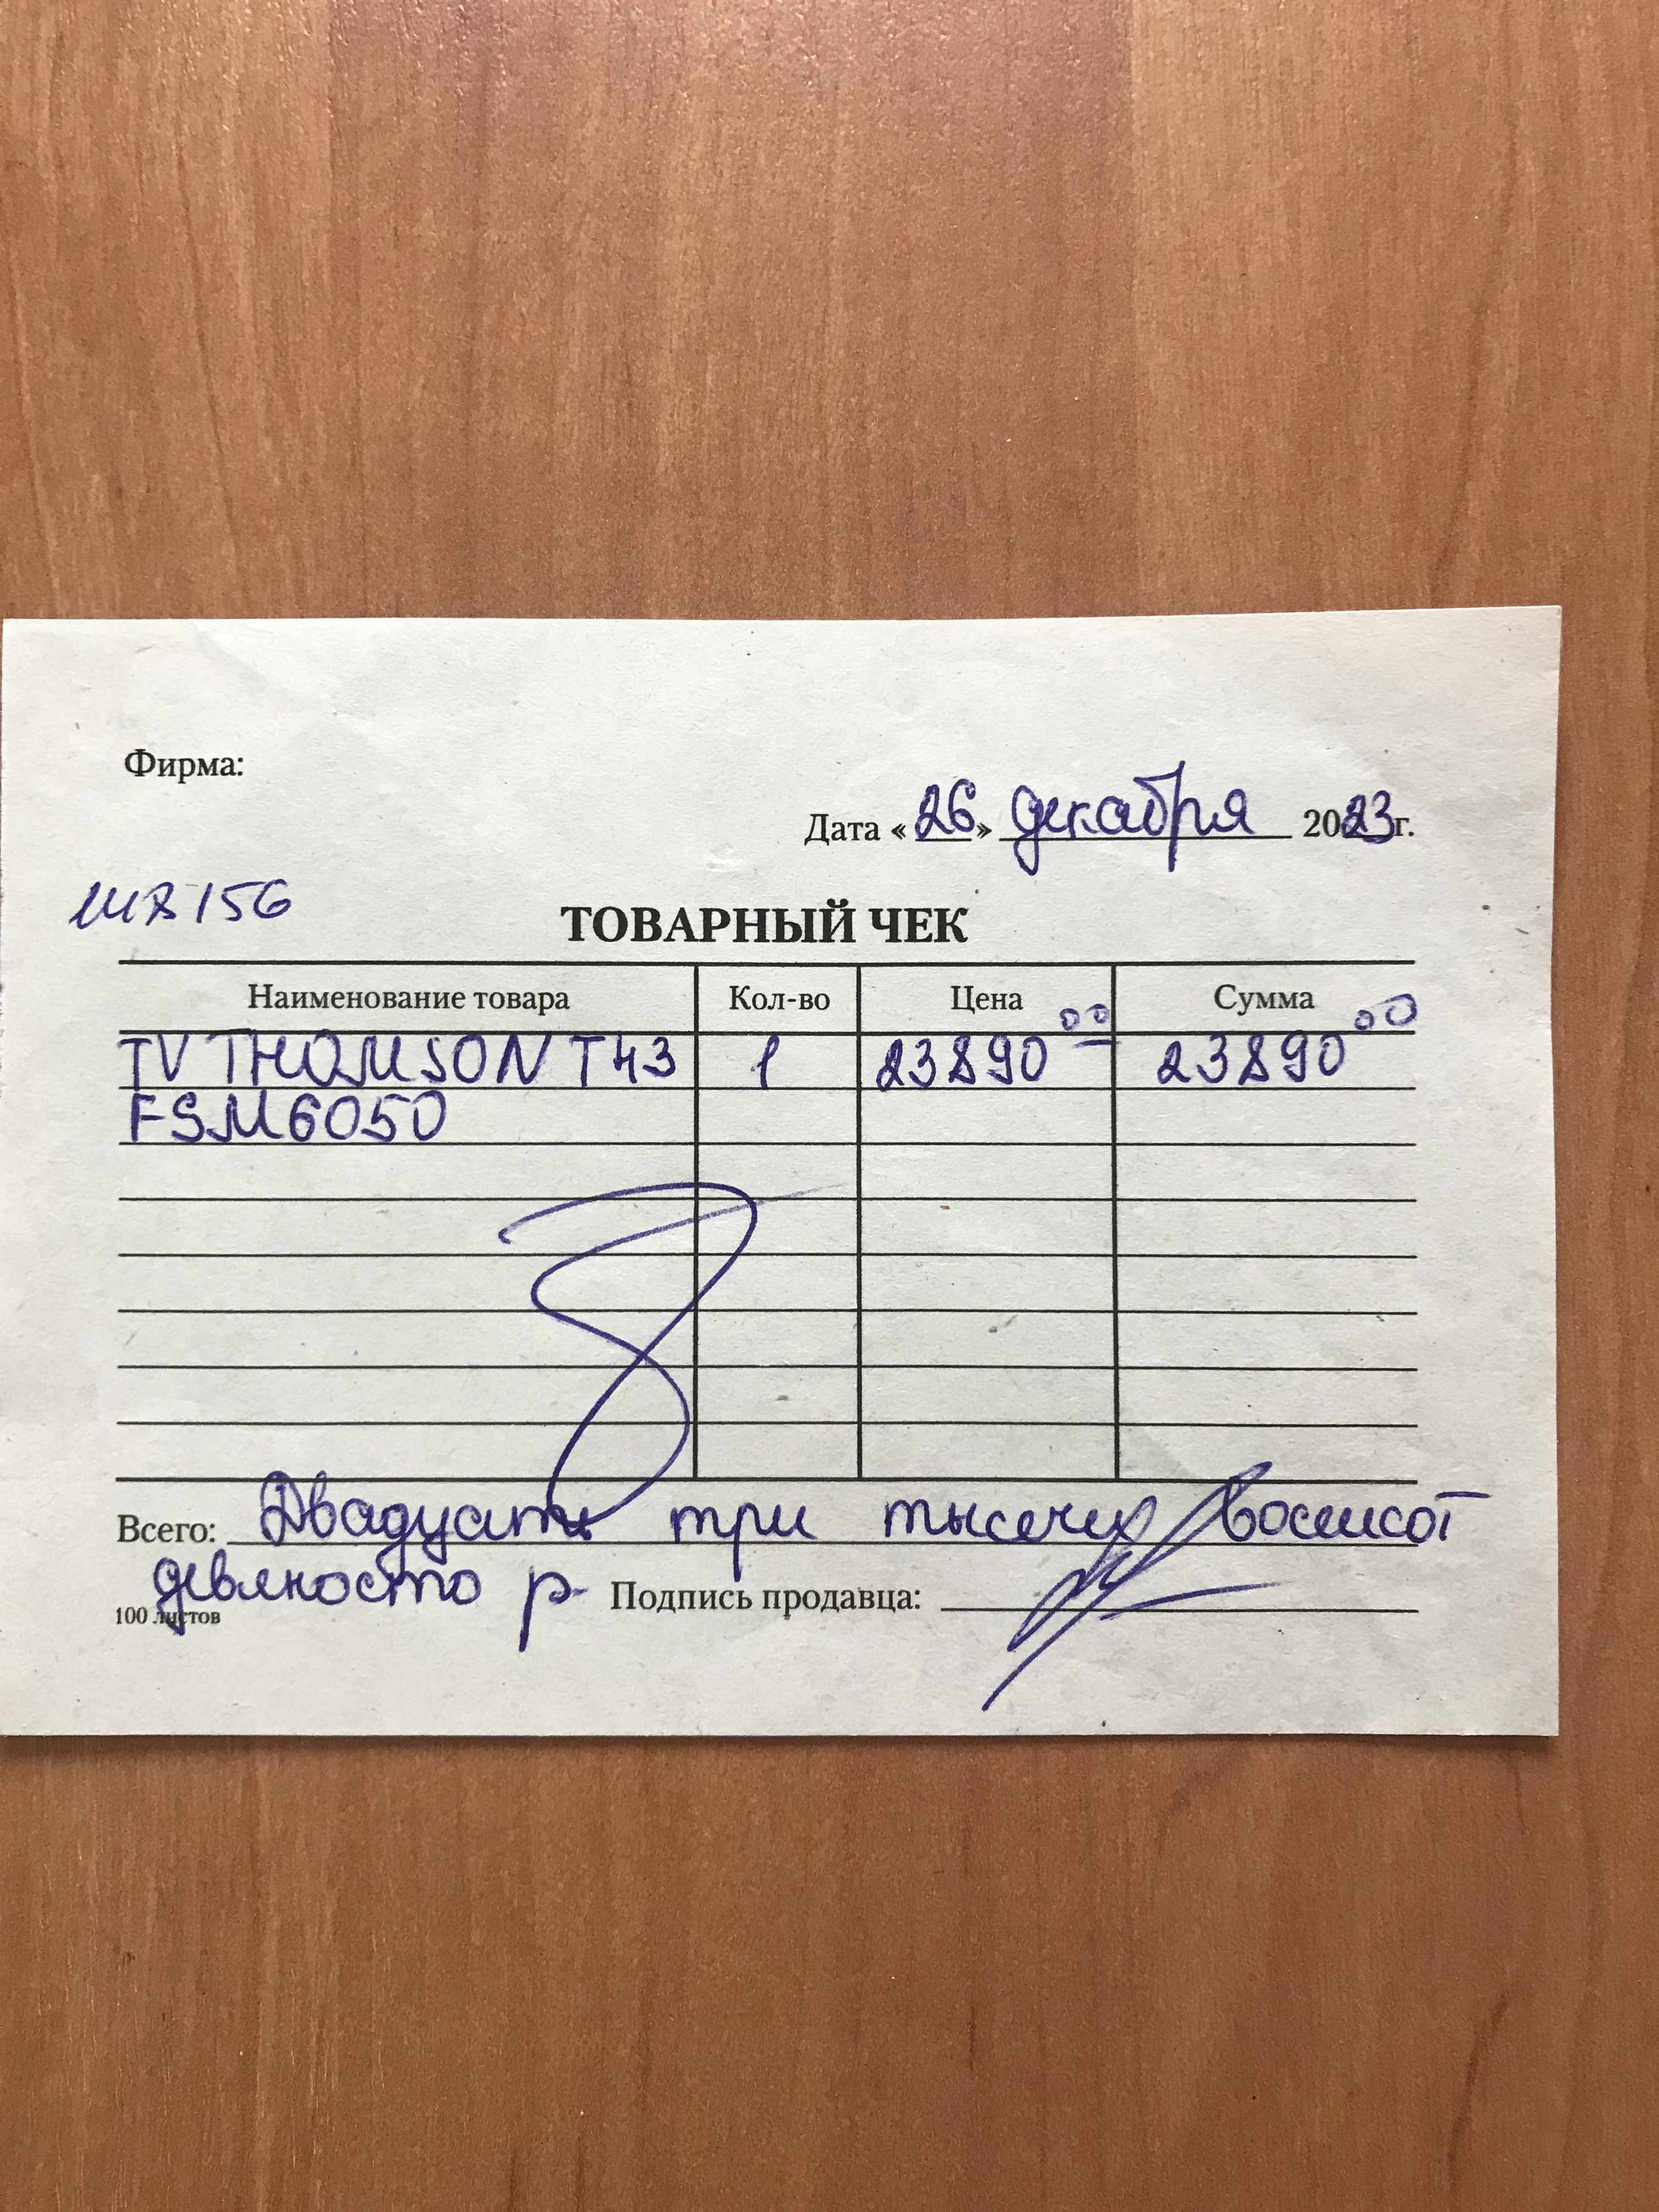 Фирма:
Дата «26» декабря 2023г.
ТОВАРНЫЙ ЧЕК
Наименование товара Кол-во Цена Сумма
TV THOMSON T43 1 23890 00 23890 00
FSM6050
Всего: Двадцать три тысячи восемсот
девяносто р. Подпись продавца:
100 листов